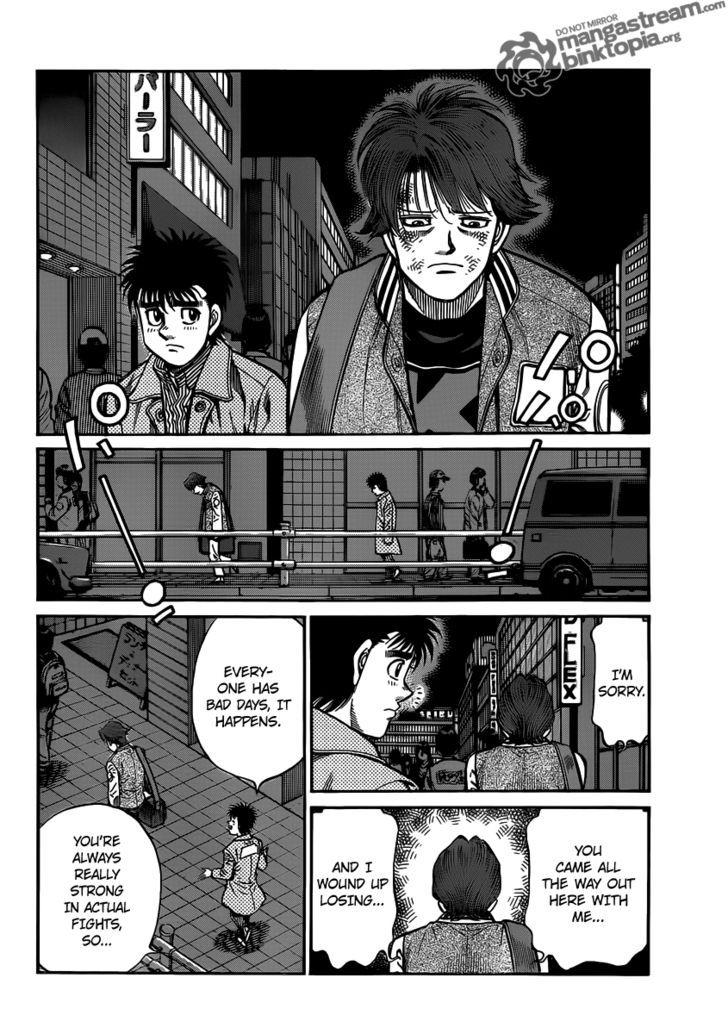 DO NOT MIRROR
mangastream.com
binktopia.org
パーラー
I'M
SORRY.
D FLEX
YOU
CAME ALL
THE WAY OUT
HERE WITH
ME...
AND I
WOUND UP
LOSING...
EVERY-
ONE HAS
BAD DAYS, IT
HAPPENS.
YOU'RE
ALWAYS
REALLY
STRONG
IN ACTUAL
FIGHTS,
SO...